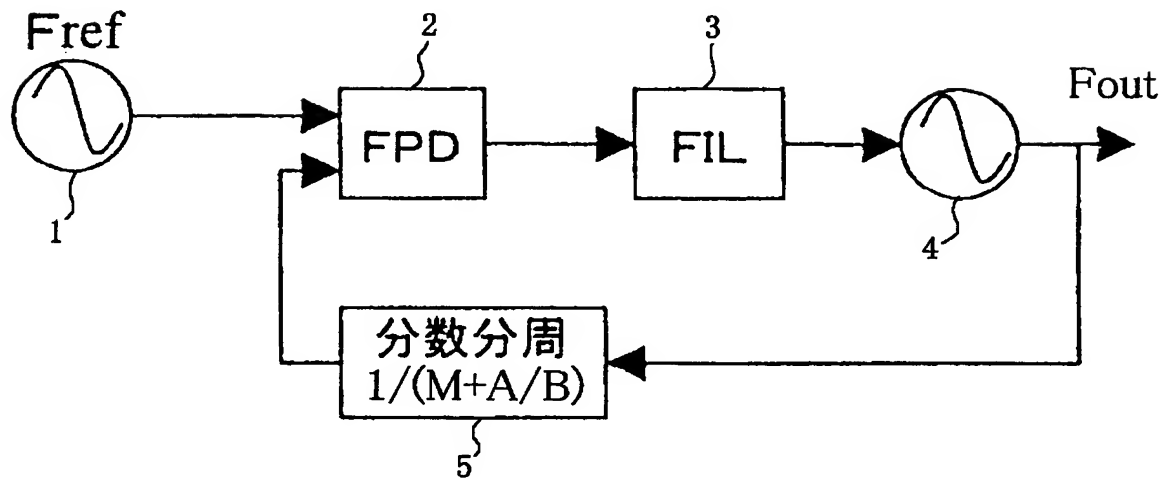 Fref
1
2
FPD
3
FIL
4
Fout
分数分周
1/(M+A/B)
5